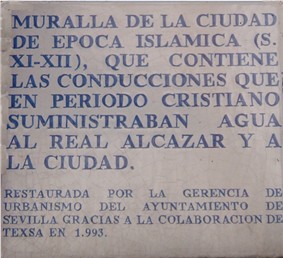 MURALLA DE LA CIUDAD
DE EPOCA ISLAMICA (S.
XI-XII), QUE CONTIENE
LAS CONDUCCIONES QUE
EN PERIODO CRISTIANO
SUMINISTRABAN AGUA
AL REAL ALCAZAR Y A
LA CIUDAD.
RESTAURADA POR LA GERENCIA DE
URBANISMO DEL AYUNTAMIENTO DE
SEVILLA GRACIAS A LA COLABORACION DE
TEXSA EN 1.993.